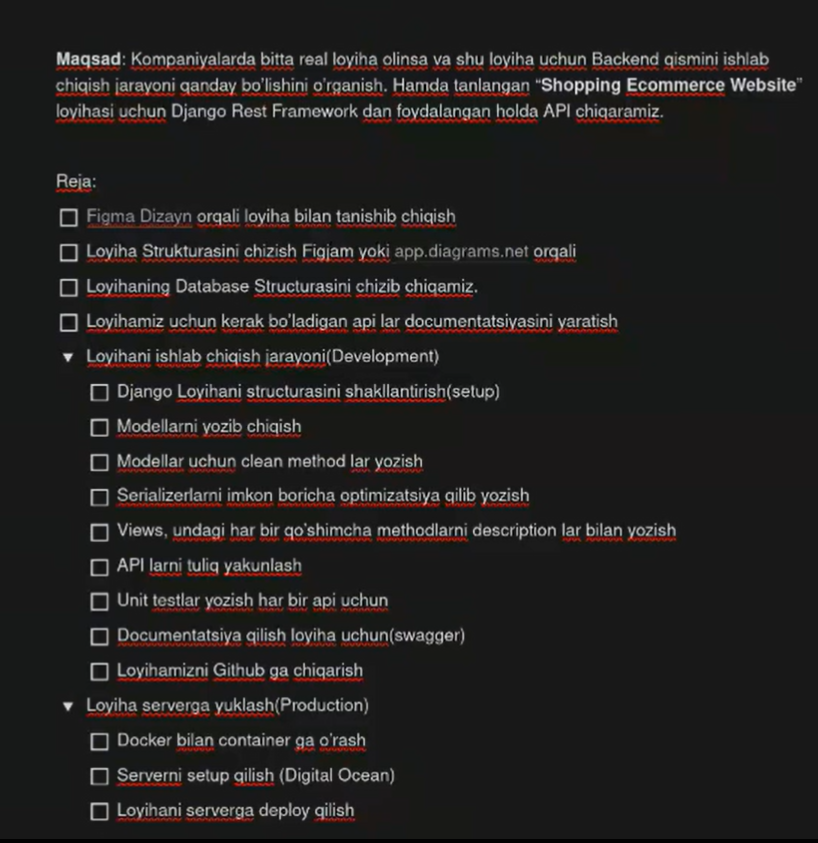 Maqsad: Kompaniyalarda bitta real loyiha olinsa va shu loyiha uchun Backend qismini ishlab
chiqish jarayoni qanday bo'lishini o'rganish. Hamda tanlangan “Shopping Ecommerce Website”
loyihasi uchun Django Rest Framework dan foydalangan holda API chiqaramiz.
Reja:
Figma Dizayn orqali loyiha bilan tanishib chiqish
Loyiha Strukturasini chizish Figjam yoki app.diagrams.net orqali
Loyihaning Database Structurasini chizib chiqamiz.
Loyihamiz uchun kerak bo'ladigan api lar documentatsiyasini yaratish
Loyihani ishlab chiqish jarayoni(Development)
Django Loyihani structurasini shakllantirish(setup)
Modellarni yozib chiqish
Modellar uchun clean method lar yozish
Serializerlarni imkon boricha optimizatsiya qilib yozish
Views, undagi har bir qo'shimcha methodlarni description lar bilan yozish
API larni tuliq yakunlash
Unit testlar yozish har bir api uchun
Documentatsiya qilish loyiha uchun(swagger)
Loyihamizni Github ga chiqarish
Loyiha serverga yuklash(Production)
Docker bilan container ga o'rash
Serverni setup qilish (Digital Ocean)
Loyihani serverga deploy qilish